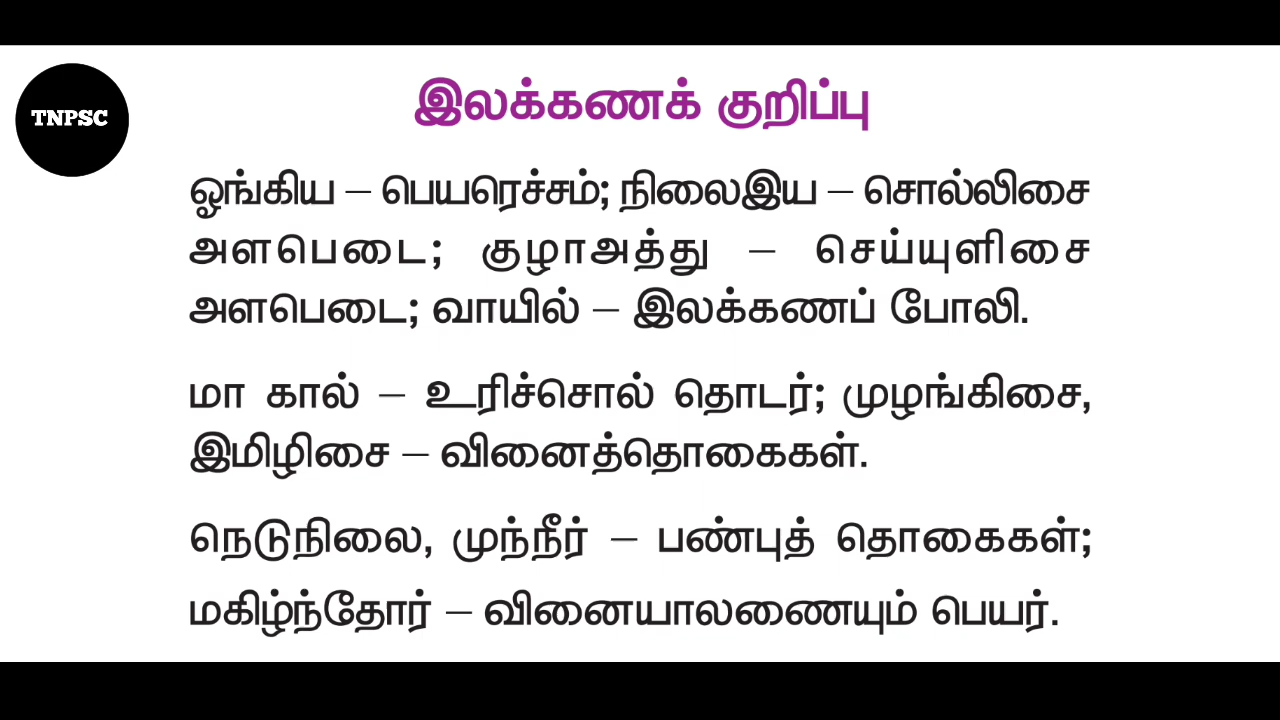 TNPSC
இலக்கணக் குறிப்பு
ஓங்கிய – பெயரெச்சம்; நிலைஇய – சொல்லிசை
அளபெடை; குழாஅத்து – செய்யுளிசை
அளபெடை; வாயில் – இலக்கணப் போலி.
மா கால் – உரிச்சொல் தொடர்; முழங்கிசை,
இமிழிசை – வினைத்தொகைகள்.
நெடுநிலை, முந்நீர் – பண்புத் தொகைகள்;
மகிழ்ந்தோர் – வினையாலணையும் பெயர்.